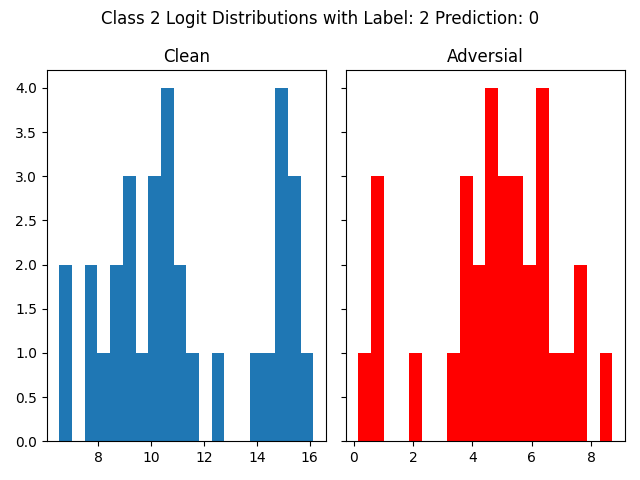 Class 2 Logit Distributions with Label: 2 Prediction: 0
Clean
Adversial
4.0
3.5
3.0
2.5
2.0
1.5
1.0
0.5
0.0
8 10 12 14 16
0 2 4 6 8